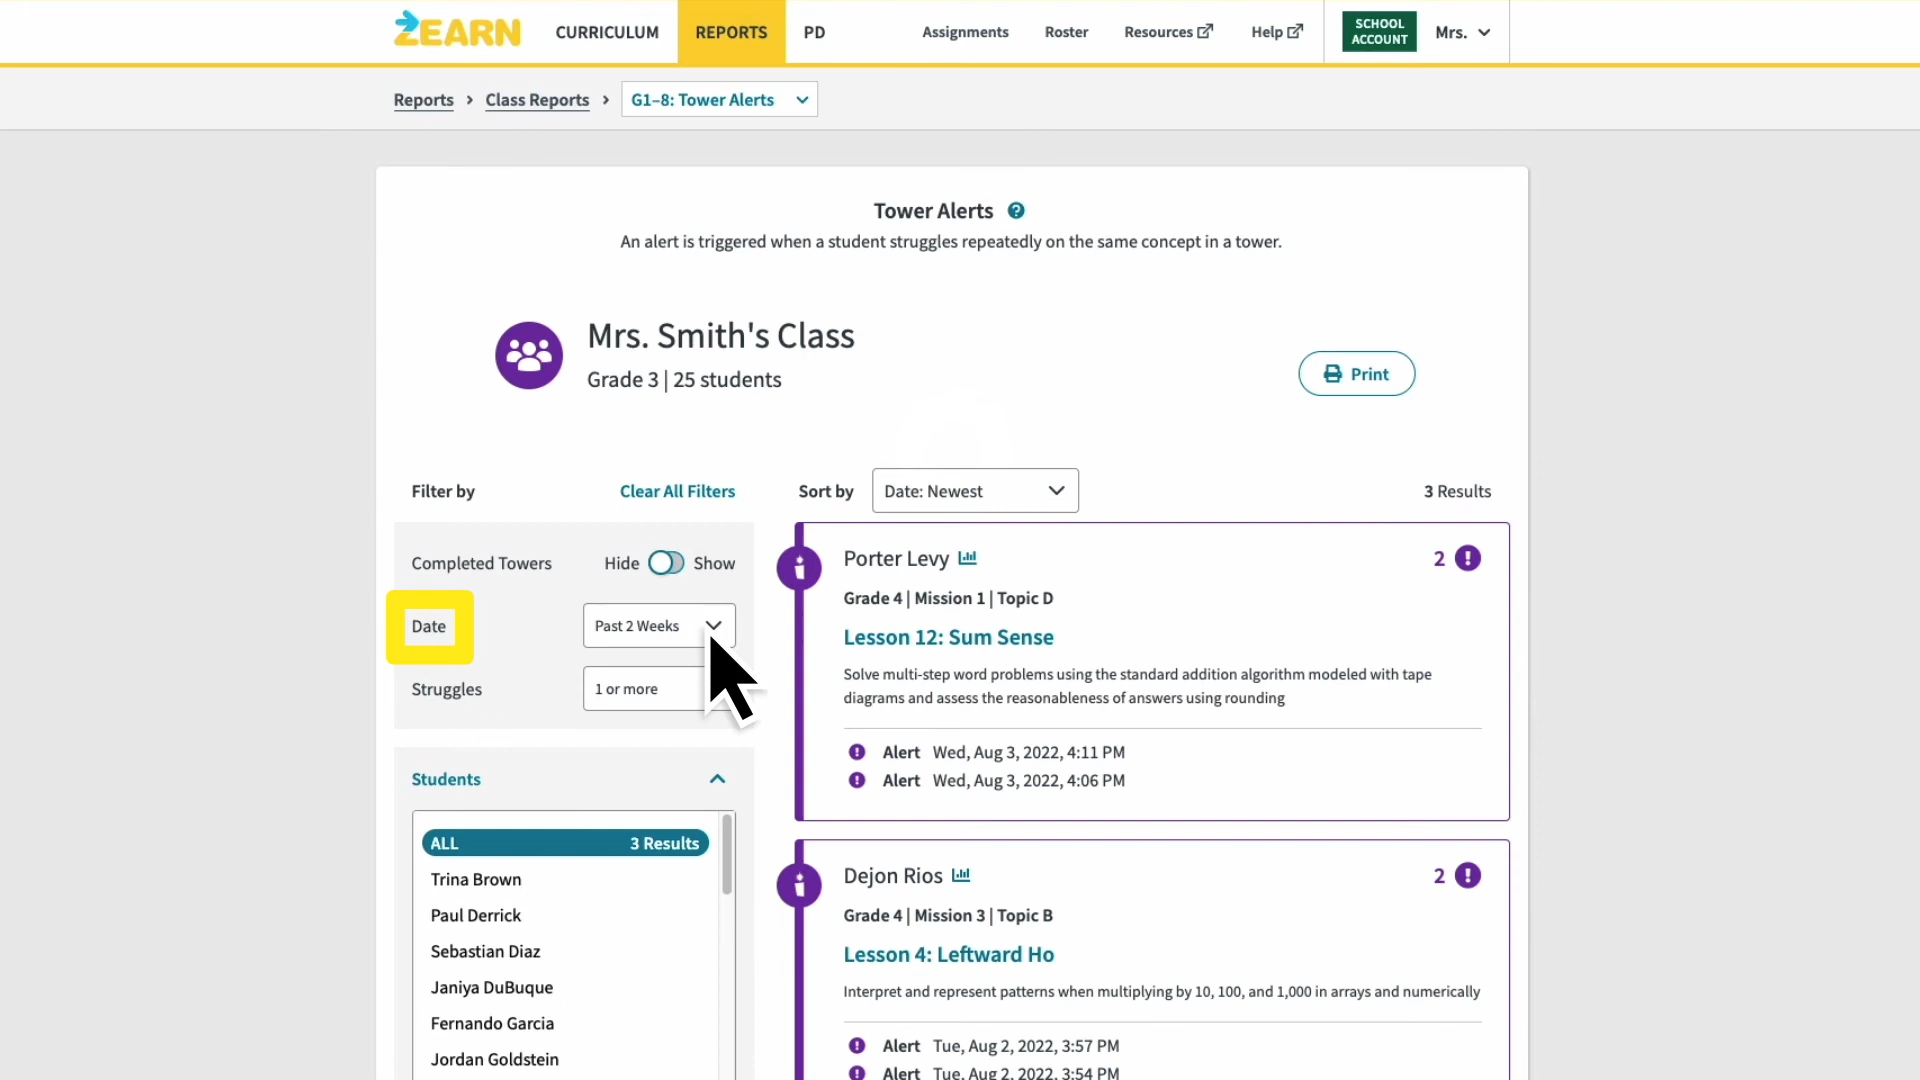 ZEARN
CURRICULUM
REPORTS
PD
Assignments
Roster
Resources
Help
SCHOOL
ACCOUNT
Mrs.
Reports > Class Reports > G1–8: Tower Alerts
Tower Alerts
An alert is triggered when a student struggles repeatedly on the same concept in a tower.
Mrs. Smith's Class
Grade 3 | 25 students
Print
Filter by
Clear All Filters
Completed Towers
Hide
Show
Date
Past 2 Weeks
Struggles
1 or more
Students
ALL
3 Results
Trina Brown
Paul Derrick
Sebastian Diaz
Janiya DuBuque
Fernando Garcia
Jordan Goldstein
Sort by
Date: Newest
3 Results
Porter Levy
2
Grade 4 | Mission 1 | Topic D
Lesson 12: Sum Sense
Solve multi-step word problems using the standard addition algorithm modeled with tape
diagrams and assess the reasonableness of answers using rounding
Alert Wed, Aug 3, 2022, 4:11 PM
Alert Wed, Aug 3, 2022, 4:06 PM
Dejon Rios
2
Grade 4 | Mission 3 | Topic B
Lesson 4: Leftward Ho
Interpret and represent patterns when multiplying by 10, 100, and 1,000 in arrays and numerically
Alert Tue, Aug 2, 2022, 3:57 PM
Alert Tue, Aug 2, 2022, 3:54 PM